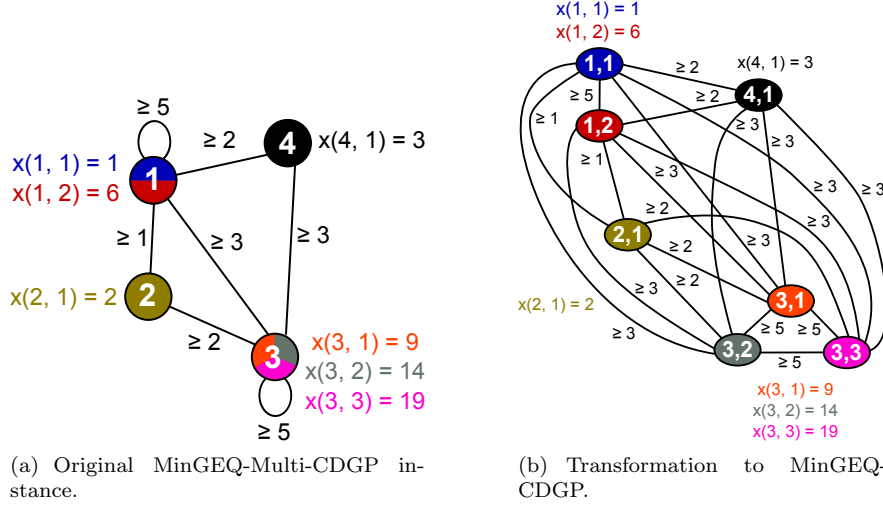 ≥ 5
≥ 2
4
x(4, 1) = 3
x(1, 1) = 1
x(1, 2) = 6
1
≥ 1
≥ 3
≥ 3
x(2, 1) = 2
2
≥ 2
3
x(3, 1) = 9
x(3, 2) = 14
x(3, 3) = 19
≥ 5
(a) Original MinGEQ-Multi-CDGP in-
stance.
x(1, 1) = 1
x(1, 2) = 6
1,1
≥ 2
x(4, 1) = 3
4,1
≥ 5
≥ 2
≥ 1
1,2
≥ 3
≥ 3
≥ 1
≥ 3
≥ 3
≥ 2
≥ 3
2,1
≥ 3
≥ 2
≥ 3
≥ 2
x(2, 1) = 2
3,1
≥ 3
≥ 5
≥ 5
3,2
3,3
≥ 5
x(3, 1) = 9
x(3, 2) = 14
x(3, 3) = 19
(b) Transformation to MinGEQ-
CDGP.